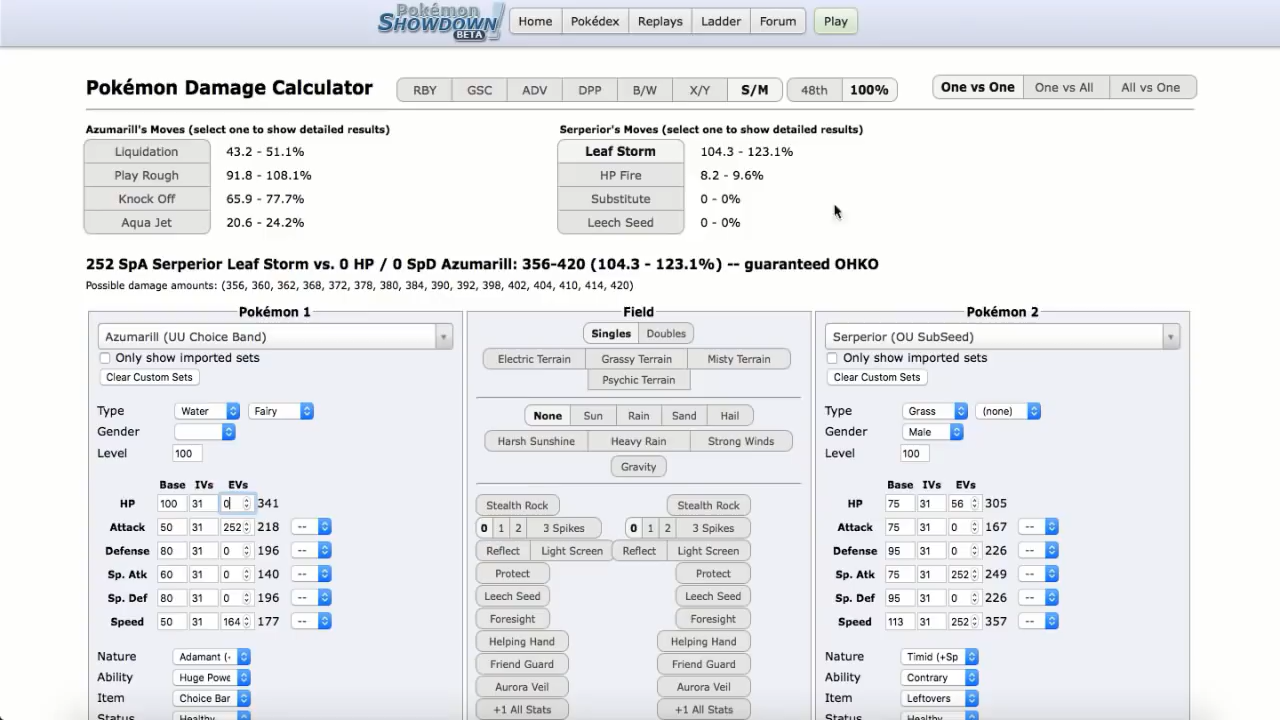 Pokémon SHOWDOWN! BETA Home Pokédex Replays Ladder Forum Play
Pokémon Damage Calculator RBY GSC ADV DPP B/W X/Y S/M 48th 100% One vs One One vs All All vs One
Azumarill's Moves (select one to show detailed results) Serperior's Moves (select one to show detailed results)
Liquidation 43.2 - 51.1% Leaf Storm 104.3 - 123.1%
Play Rough 91.8 - 108.1% HP Fire 8.2 - 9.6%
Knock Off 65.9 - 77.7% Substitute 0 - 0%
Aqua Jet 20.6 - 24.2% Leech Seed 0 - 0%
252 SpA Serperior Leaf Storm vs. 0 HP / 0 SpD Azumarill: 356-420 (104.3 - 123.1%) -- guaranteed OHKO
Possible damage amounts: (356, 360, 362, 368, 372, 378, 380, 384, 390, 392, 398, 402, 404, 410, 414, 420)
Pokémon 1
Azumarill (UU Choice Band)
Only show imported sets
Clear Custom Sets
Type Water Fairy
Gender
Level 100
Base IVs EVs
HP 100 31 0 341
Attack 50 31 252 218 --
Defense 80 31 0 196 --
Sp. Atk 60 31 0 140 --
Sp. Def 80 31 0 196 --
Speed 50 31 164 177 --
Nature Adamant (-
Ability Huge Powe
Item Choice Bar
Status Healthy
Field
Singles Doubles
Electric Terrain Grassy Terrain Misty Terrain
Psychic Terrain
None Sun Rain Sand Hail
Harsh Sunshine Heavy Rain Strong Winds
Gravity
Stealth Rock Stealth Rock
0 1 2 3 Spikes 0 1 2 3 Spikes
Reflect Light Screen Reflect Light Screen
Protect Protect
Leech Seed Leech Seed
Foresight Foresight
Helping Hand Helping Hand
Friend Guard Friend Guard
Aurora Veil Aurora Veil
+1 All Stats +1 All Stats
Pokémon 2
Serperior (OU SubSeed)
Only show imported sets
Clear Custom Sets
Type Grass (none)
Gender Male
Level 100
Base IVs EVs
HP 75 31 56 305
Attack 75 31 0 167 --
Defense 95 31 0 226 --
Sp. Atk 75 31 252 249 --
Sp. Def 95 31 0 226 --
Speed 113 31 252 357 --
Nature Timid (+Sp
Ability Contrary
Item Leftovers
Status Healthy